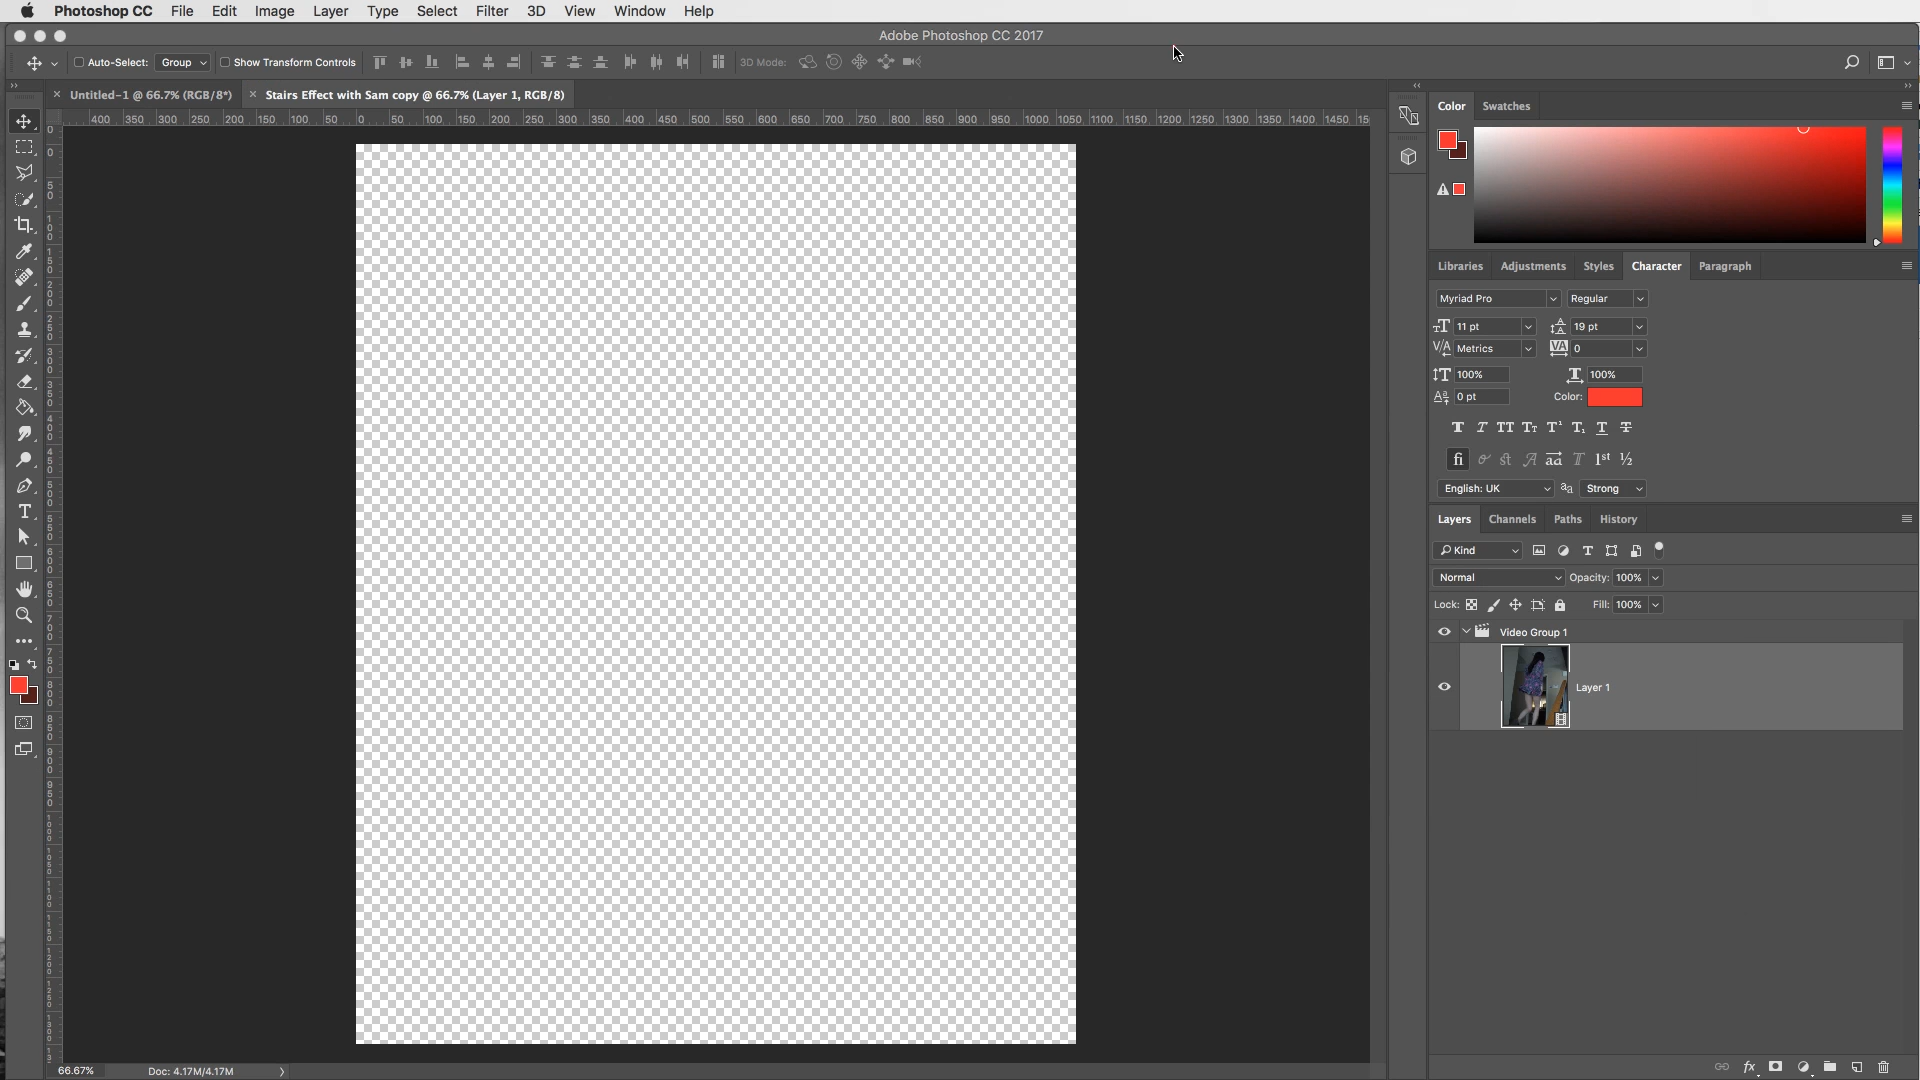 Photoshop CC File Edit Image Layer Type Select Filter 3D View Window Help
Adobe Photoshop CC 2017
Auto-Select: Group Show Transform Controls 3D Mode:
Untitled-1 @ 66.7% (RGB/8*) Stairs Effect with Sam copy @ 66.7% (Layer 1, RGB/8)
400 350 300 250 200 150 100 50 0 50 100 150 200 250 300 350 400 450 500 550 600 650 700 750 800 850 900 950 1000 1050 1100 1150 1200 1250 1300 1350 1400 1450 15
Color Swatches
Libraries Adjustments Styles Character Paragraph
Myriad Pro Regular
11 pt 19 pt
Metrics 0
100% 100%
0 pt Color:
English: UK aa Strong
Layers Channels Paths History
Kind
Normal Opacity: 100%
Lock: Fill: 100%
Video Group 1
Layer 1
66.67% Doc: 4.17M/4.17M